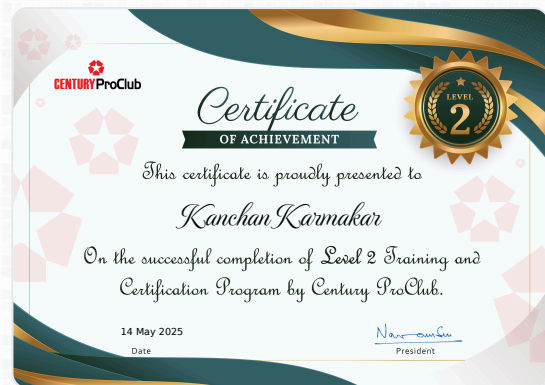 CENTURY ProClub
Certificate
OF ACHIEVEMENT
LEVEL
2
This certificate is proudly presented to
Kanchan Karmakar
On the successful completion of Level 2 Training and
Certification Program by Century ProClub.
14 May 2025
Date
President